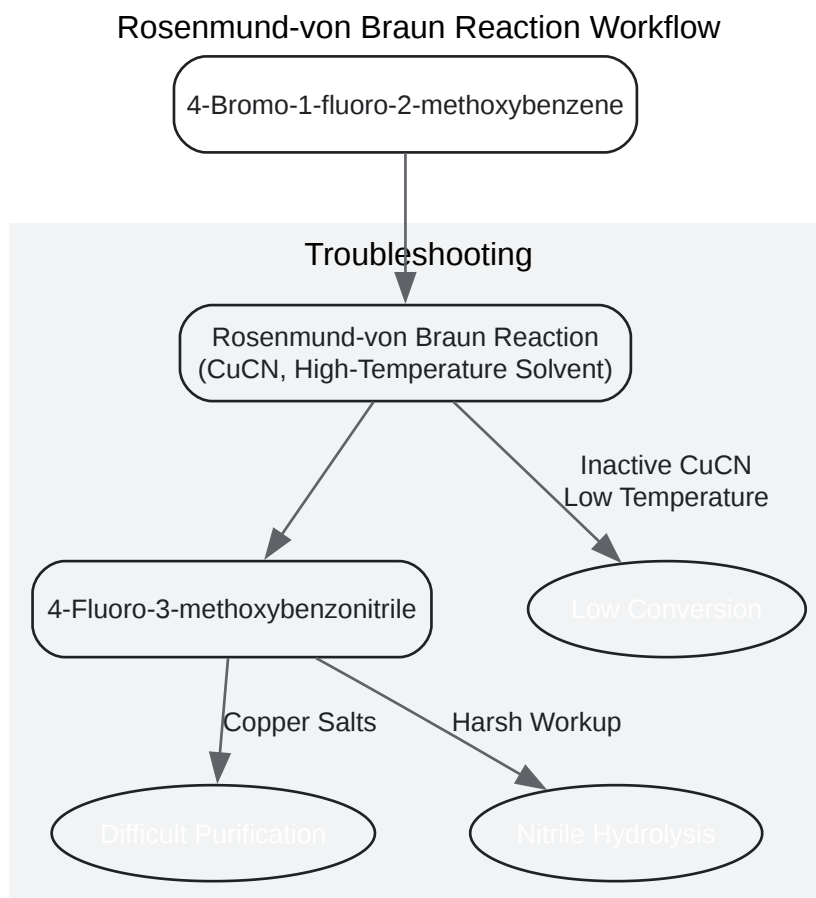 Rosenmund-von Braun Reaction Workflow
4-Bromo-1-fluoro-2-methoxybenzene
Troubleshooting
Rosenmund-von Braun Reaction
(CuCN, High-Temperature Solvent)
Inactive CuCN
Low Temperature
4-Fluoro-3-methoxybenzonitrile
Low Conversion
Copper Salts
Harsh Workup
Difficult Purification
Nitrile Hydrolysis